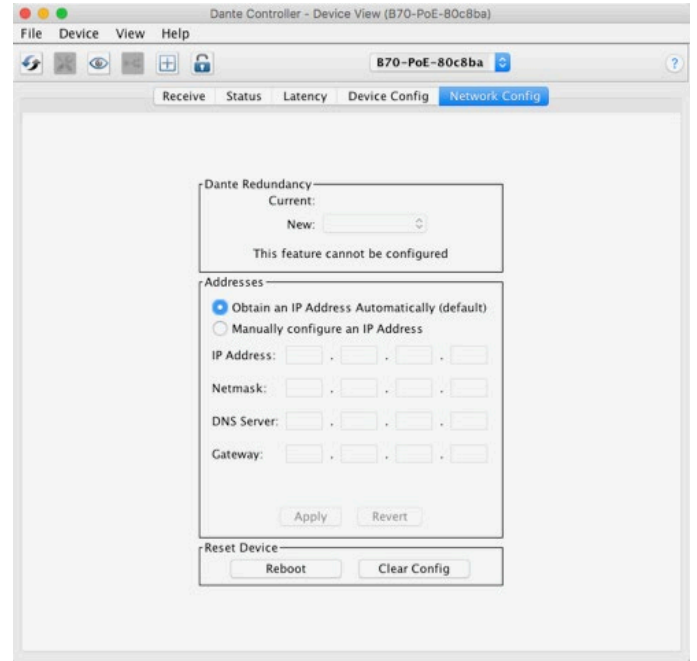 Dante Controller - Device View (B70-PoE-80c8ba)
File Device View Help
B70-PoE-80c8ba
?
Receive Status Latency Device Config Network Config
Dante Redundancy
Current:
New:
This feature cannot be configured
Addresses
Obtain an IP Address Automatically (default)
Manually configure an IP Address
IP Address: . . .
Netmask: . . .
DNS Server: . . .
Gateway: . . .
Apply Revert
Reset Device
Reboot Clear Config